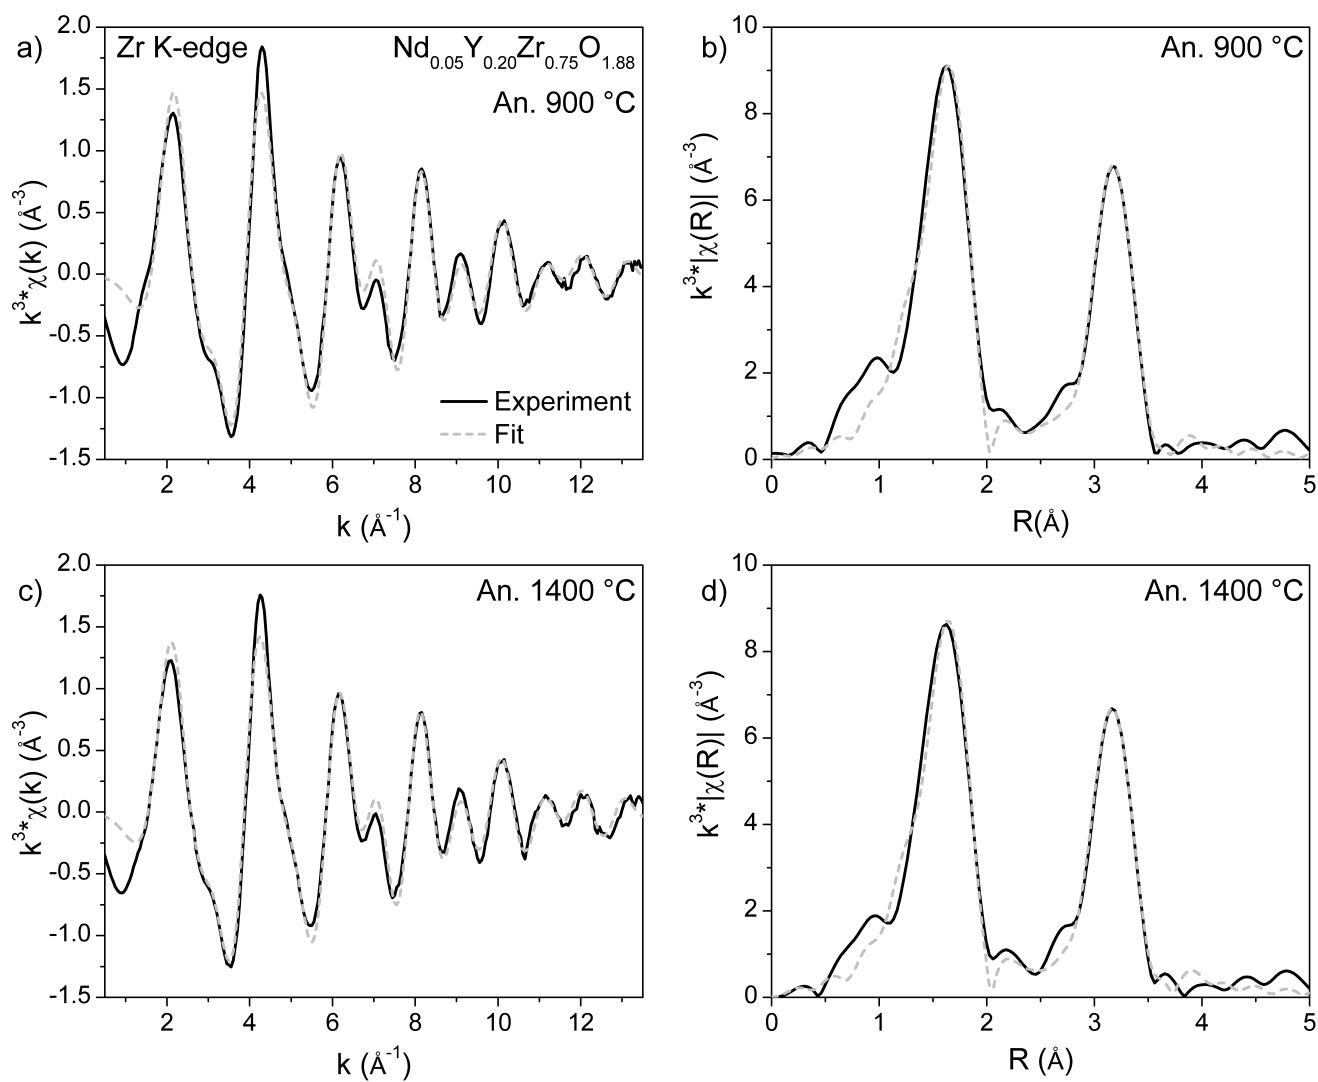 a)
Zr K-edge
Nd0.05Y0.20Zr0.75O1.88
An. 900 °C
2.0
1.5
1.0
0.5
0.0
-0.5
-1.0
-1.5
k3*χ(k) (Å-3)
Experiment
Fit
2 4 6 8 10 12
k (Å-1)
b)
An. 900 °C
10
8
6
4
2
0
k3*|χ(R)| (Å-3)
0 1 2 3 4 5
R(Å)
c)
An. 1400 °C
2.0
1.5
1.0
0.5
0.0
-0.5
-1.0
-1.5
k3*χ(k) (Å-3)
2 4 6 8 10 12
k (Å-1)
d)
An. 1400 °C
10
8
6
4
2
0
k3*|χ(R)| (Å-3)
0 1 2 3 4 5
R (Å)